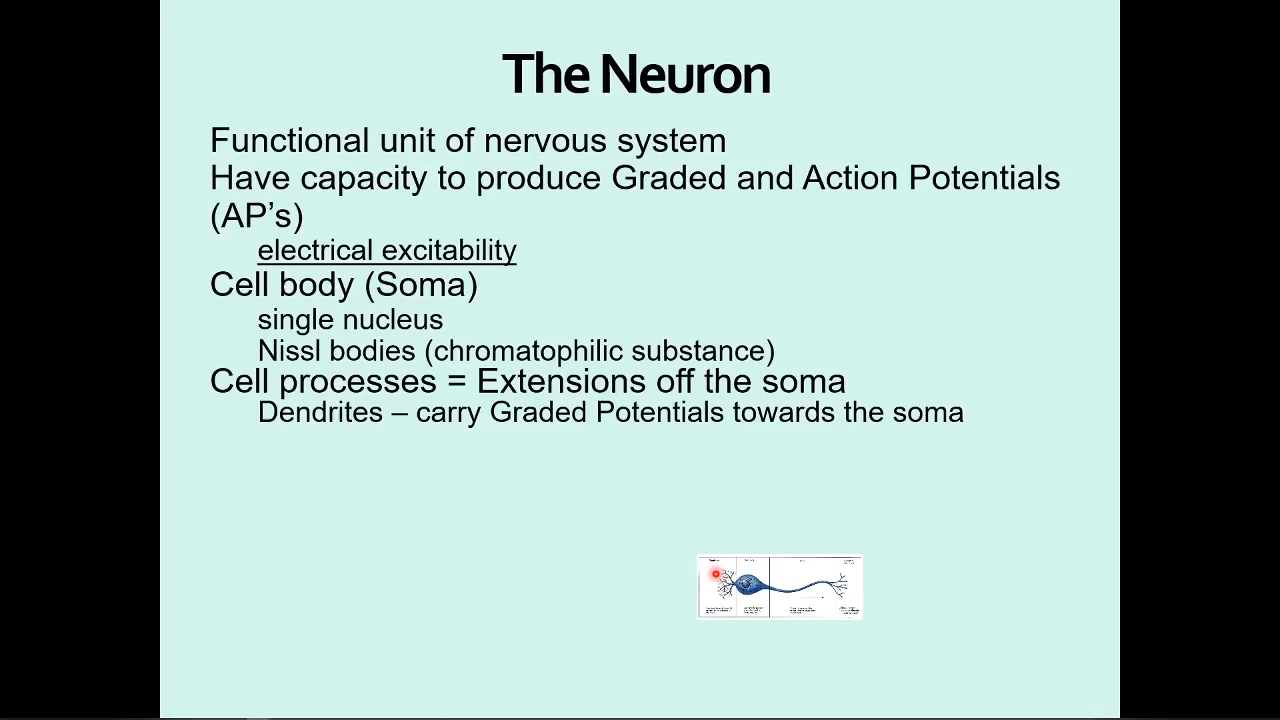 The Neuron
Functional unit of nervous system
Have capacity to produce Graded and Action Potentials
(AP’s)
electrical excitability
Cell body (Soma)
single nucleus
Nissl bodies (chromatophilic substance)
Cell processes = Extensions off the soma
Dendrites – carry Graded Potentials towards the soma